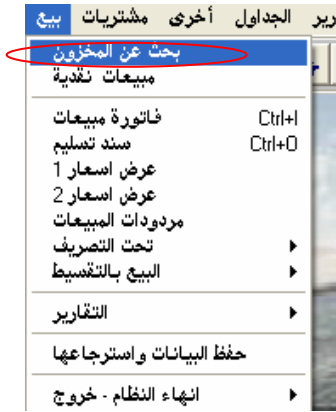 الجداول أخرى مشتريات بيع
بحث عن المخزون
مبيعات نقدية
فاتورة مبيعات Ctrl+I
سند تسليم Ctrl+O
عرض اسعار 1
عرض اسعار 2
مردودات المبيعات
تحت التصريف
البيع بالتقسيط
التقارير
حفظ البيانات واسترجاعها
انهاء النظام - خروج